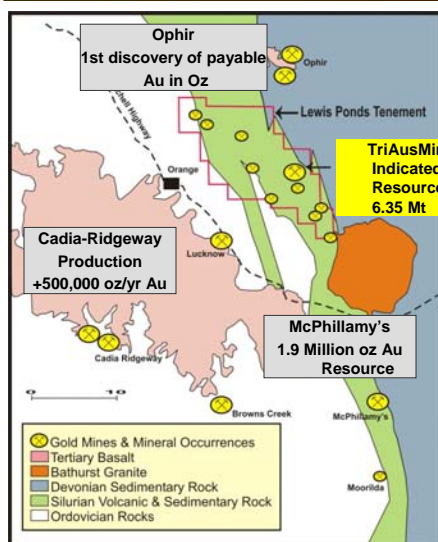 Ophir
1st discovery of payable
Au in Oz
Ophir
Highway
Lewis Ponds Tenement
TriAusMin
Indicated
Resource
6.35 Mt
Orange
Cadia-Ridgeway
Production
+500,000 oz/yr Au
Lucknow
McPhillamy's
1.9 Million oz Au
Resource
Cadia Ridgeway
0 10
Browns Creek
McPhillamy's
Gold Mines & Mineral Occurrences
Tertiary Basalt
Bathurst Granite
Devonian Sedimentary Rock
Silurian Volcanic & Sedimentary Rock
Ordovician Rocks
Moorilda